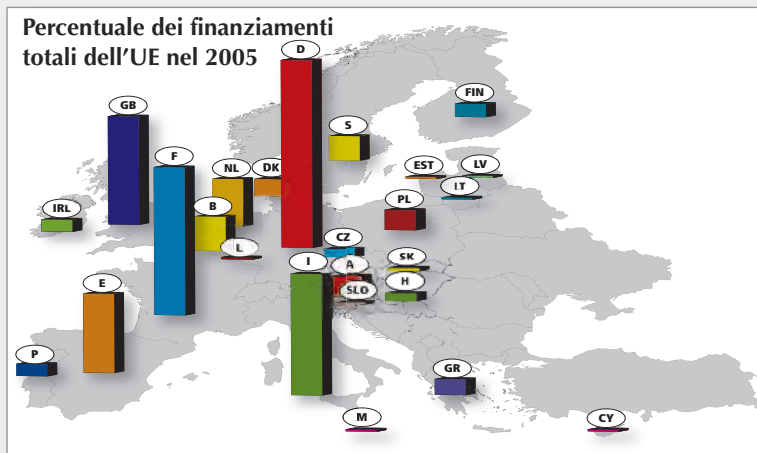 Percentuale dei finanziamenti
totali dell'UE nel 2005
D
FIN
GB
S
F
EST
LV
NL
DK
LT
PL
B
IRL
CZ
L
SK
I
A
E
SLO
H
P
GR
M
CY